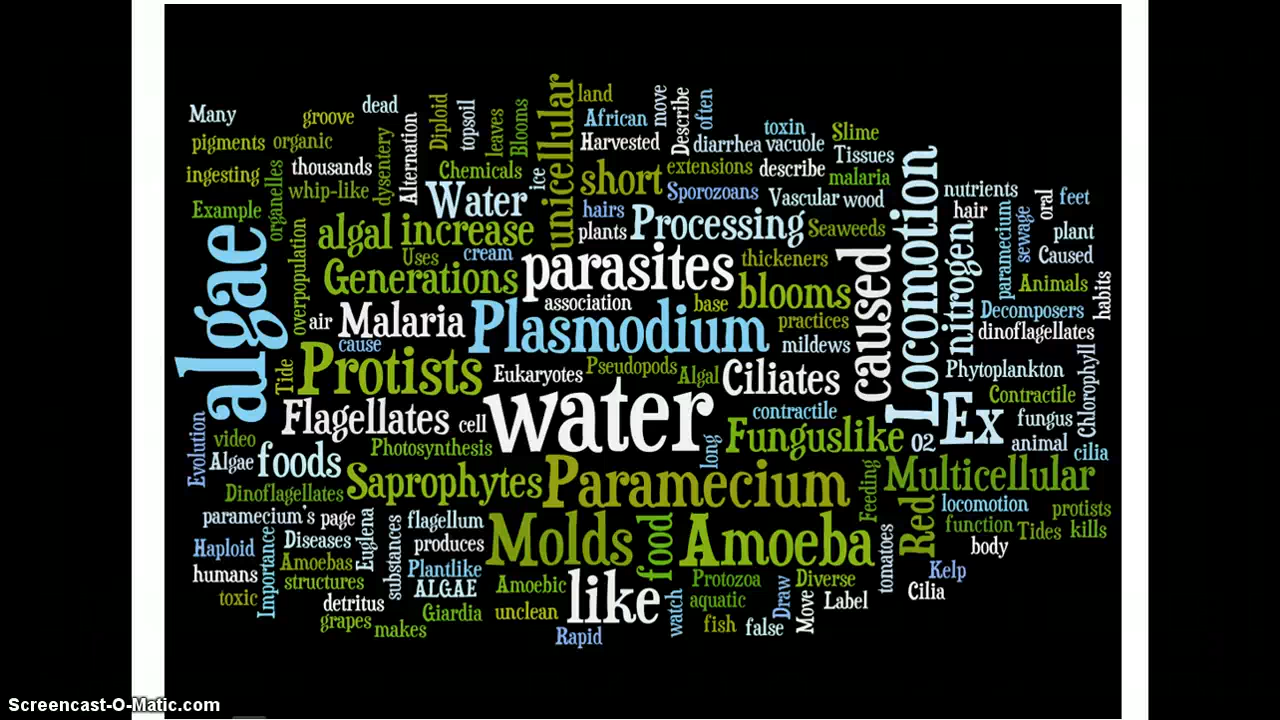 Many
groove
dead
Alternation
Diploid
topsoil
leaves
Blooms
unicellular
land
African
move
Describe
often
toxin
Slime
pigments
organic
dysentery
Harvested
diarrhea
vacuole
Tissues
ingesting
organelles
thousands
Chemicals
ice
short
extensions
describe
malaria
Locomotion
whip-like
Water
hairs
Sporozoans
Vascular
wood
nutrients
oral
feet
Example
algae
overpopulation
algal
increase
plants
Processing
Seaweeds
hair
nitrogen
paramecium
sewage
plant
Uses
cream
parasites
thickeners
caused
Caused
Generations
association
base
blooms
Animals
habits
air
Malaria
Plasmodium
practices
Decomposers
cause
mildews
dinoflagellates
Tide
Protists
Eukaryotes
Pseudopods
Algal
Ciliates
Phytoplankton
Chlorophyll
Evolution
Flagellates
cell
water
contractile
Ex
Contractile
fungus
video
Photosynthesis
long
Funguslike
O2
animal
cilia
Algae
foods
Saprophytes
Paramecium
Feeding
Multicellular
Dinoflagellates
Red
locomotion
protists
paramecium's
page
Euglena
substances
flagellum
Molds
food
Amoeba
function
Tides
kills
Haploid
Importance
Diseases
produces
tomatoes
body
humans
Amoebas
Plantlike
structures
ALGAE
Amoebic
like
Protozoa
Diverse
Kelp
toxic
detritus
Giardia
unclean
watch
aquatic
Draw
Move
Label
Cilia
grapes
makes
Rapid
fish
false
Screencast-O-Matic.com